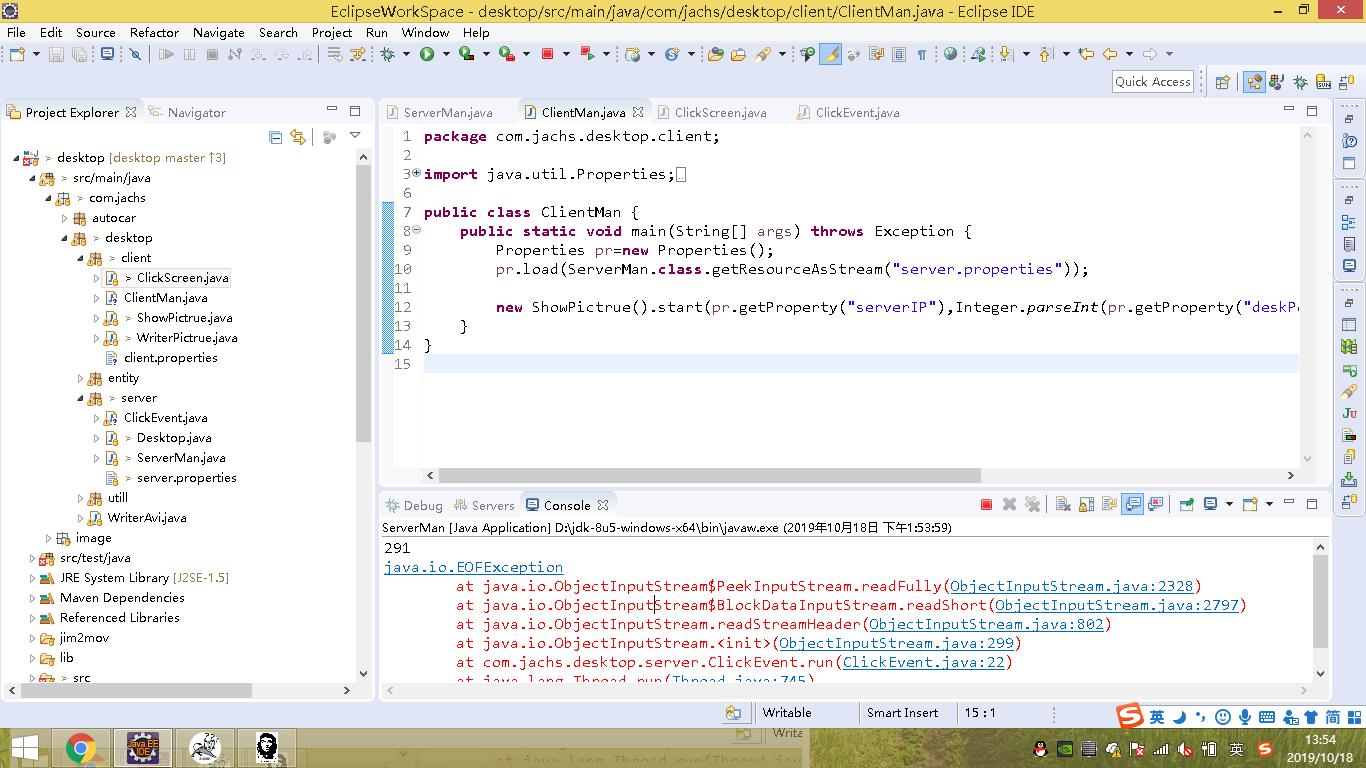 EclipseWorkSpace - desktop/src/main/java/com/jachs/desktop/client/ClientMan.java - Eclipse IDE
File Edit Source Refactor Navigate Search Project Run Window Help
Quick Access
Project Explorer Navigator
> desktop [desktop master ↑3]
> src/main/java
> com.jachs
autocar
> desktop
> client
> ClickScreen.java
ClientMan.java
> ShowPictrue.java
> WriterPictrue.java
client.properties
entity
> server
ClickEvent.java
> Desktop.java
> ServerMan.java
> server.properties
utill
WriterAvi.java
image
src/test/java
JRE System Library [J2SE-1.5]
Maven Dependencies
Referenced Libraries
jim2mov
lib
> src
ServerMan.java ClientMan.java ClickScreen.java ClickEvent.java
1 package com.jachs.desktop.client;
2
3 import java.util.Properties;
6
7 public class ClientMan {
8 public static void main(String[] args) throws Exception {
9 Properties pr=new Properties();
10 pr.load(ServerMan.class.getResourceAsStream("server.properties"));
11
12 new ShowPictrue().start(pr.getProperty("serverIP"),Integer.parseInt(pr.getProperty("deskP
13 }
14 }
15
Debug Servers Console
ServerMan [Java Application] D:\jdk-8u5-windows-x64\bin\javaw.exe (2019年10月18日 下午1:53:59)
291
java.io.EOFException
at java.io.ObjectInputStream$PeekInputStream.readFully(ObjectInputStream.java:2328)
at java.io.ObjectInputStream$BlockDataInputStream.readShort(ObjectInputStream.java:2797)
at java.io.ObjectInputStream.readStreamHeader(ObjectInputStream.java:802)
at java.io.ObjectInputStream.<init>(ObjectInputStream.java:299)
at com.jachs.desktop.server.ClickEvent.run(ClickEvent.java:22)
at java.lang.Thread.run(Thread.java:745)
Writable Smart Insert 15 : 1
英 简
Java EE IDE
英
13:54
2019/10/18